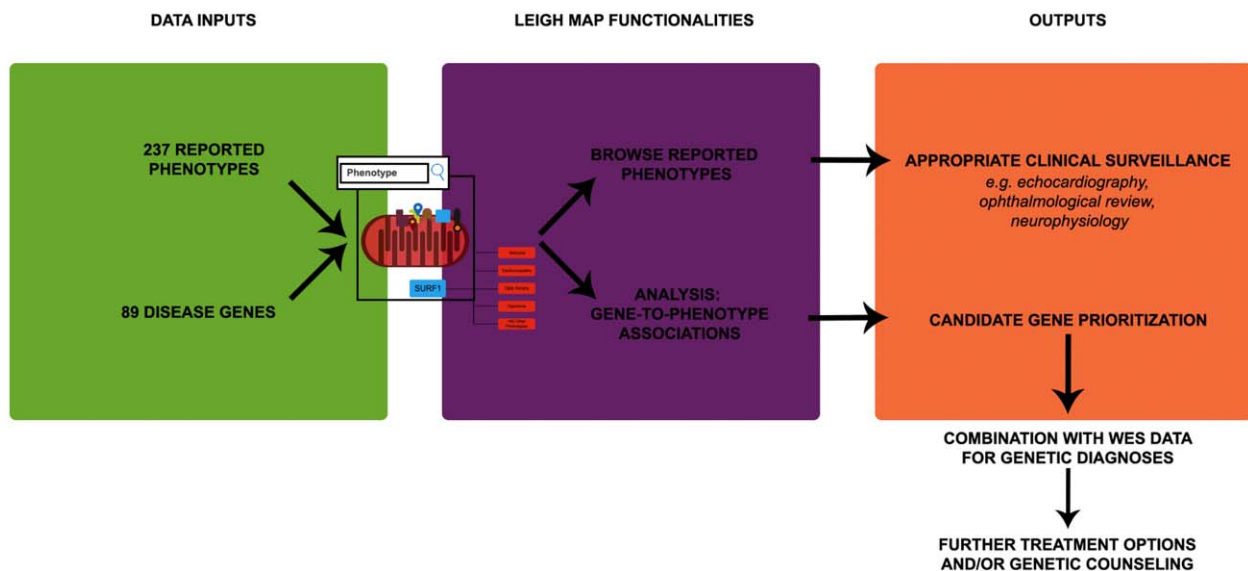 DATA INPUTS
LEIGH MAP FUNCTIONALITIES
OUTPUTS
237 REPORTED
PHENOTYPES
89 DISEASE GENES
Phenotype
SURF1
Seizures
Cardiomyopathy
BROWSE REPORTED
PHENOTYPES
ANALYSIS:
GENE-TO-PHENOTYPE
ASSOCIATIONS
APPROPRIATE CLINICAL SURVEILLANCE
e.g. echocardiography,
ophthalmological review,
neurophysiology
CANDIDATE GENE PRIORITIZATION
COMBINATION WITH WES DATA
FOR GENETIC DIAGNOSES
FURTHER TREATMENT OPTIONS
AND/OR GENETIC COUNSELING